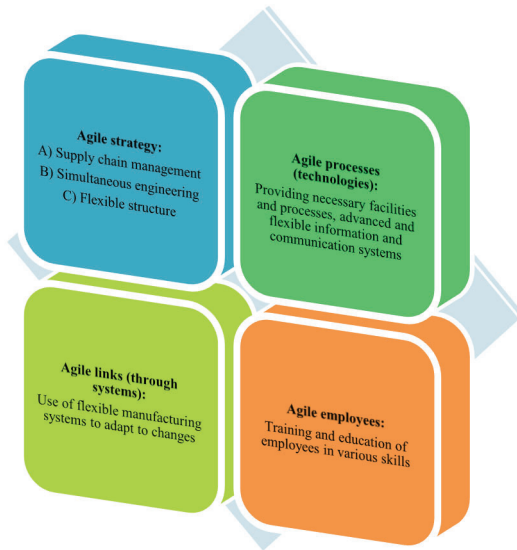 Agile strategy:
A) Supply chain management
B) Simultaneous engineering
C) Flexible structure
Agile processes
(technologies):
Providing necessary facilities
and processes, advanced and
flexible information and
communication systems
Agile links (through
systems):
Use of flexible manufacturing
systems to adapt to changes
Agile employees:
Training and education of
employees in various skills